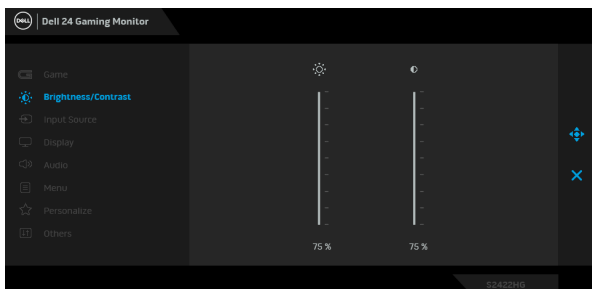 DELL
Dell 24 Gaming Monitor
Game
Brightness/Contrast
Input Source
Display
Audio
Menu
Personalize
Others
75 % 75 %
S2422HG